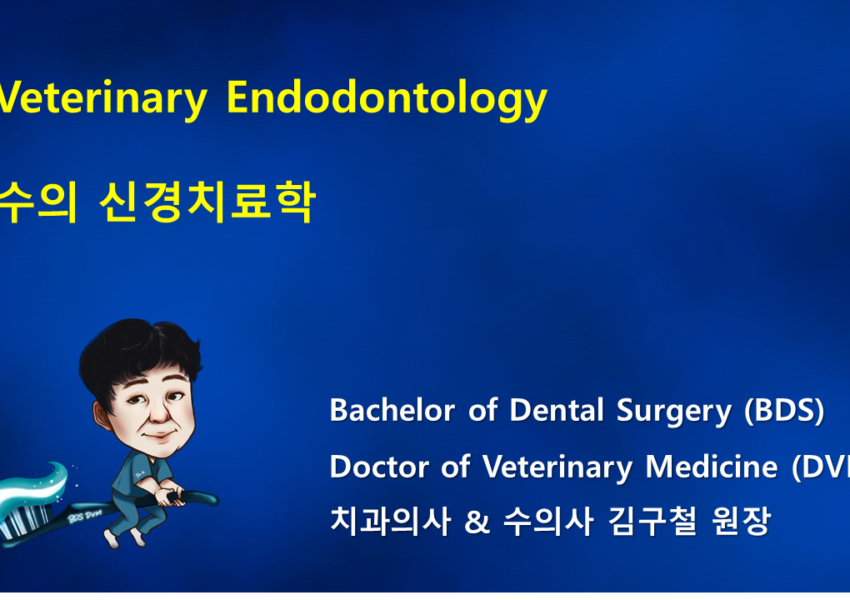 Veterinary Endodontology
수의 신경치료학
Bachelor of Dental Surgery (BDS)
Doctor of Veterinary Medicine (DV
치과의사 & 수의사 김구철 원장
BDS DVM